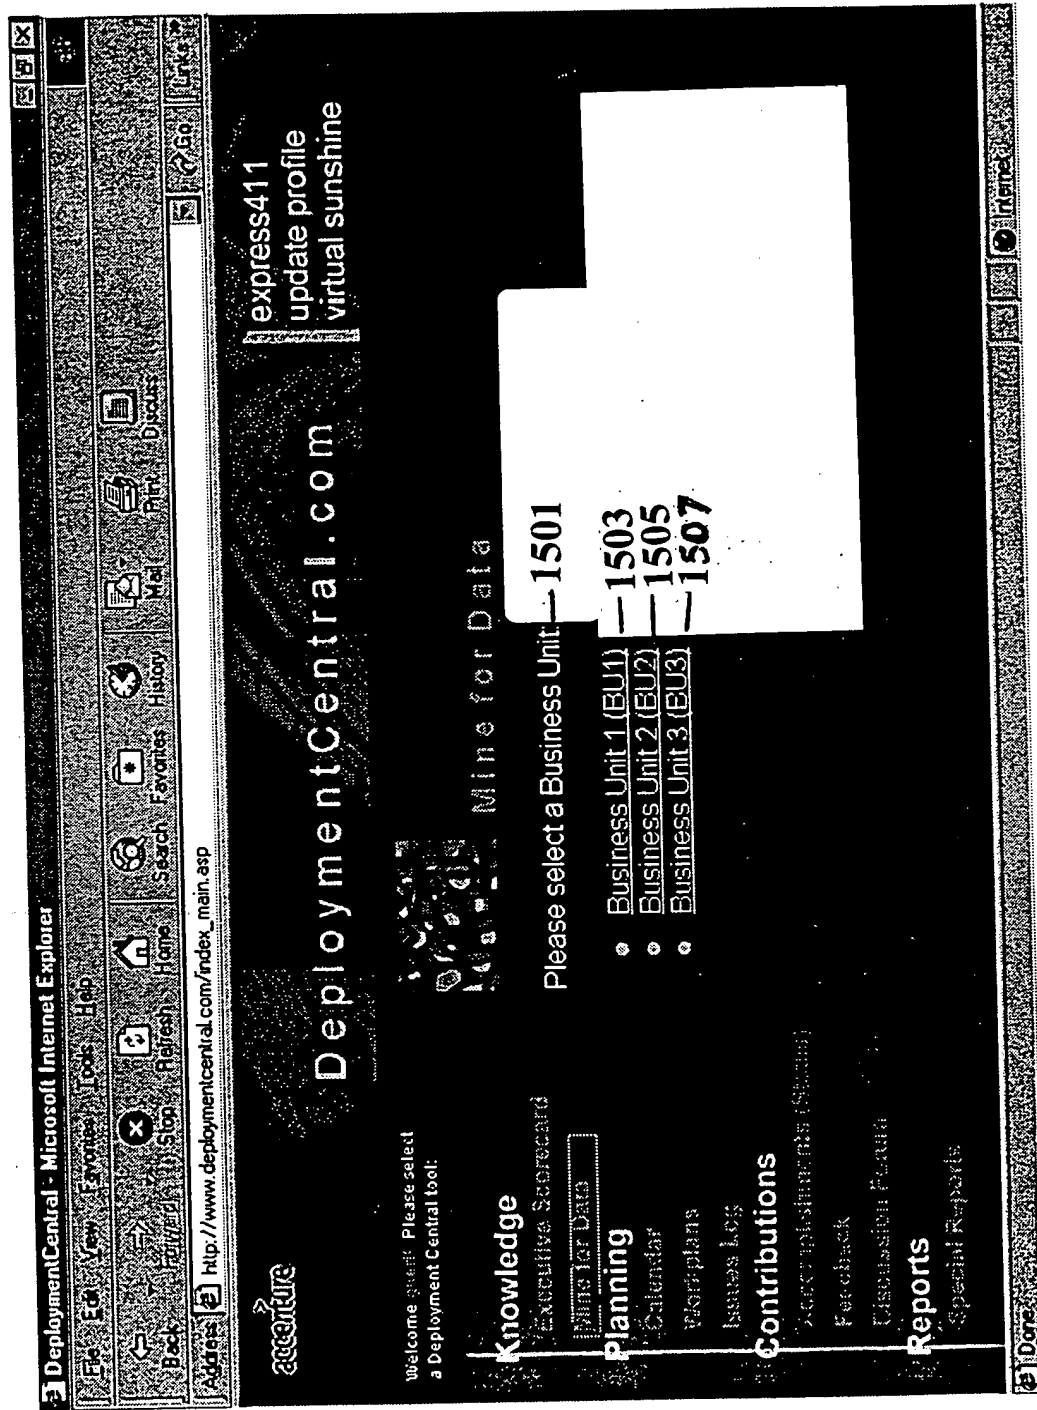 DeploymentCentral - Microsoft Internet Explorer
File Edit View Favorites Tools Help
Back Forward Stop Refresh Home Search Favorites History Mail Print Discuss
Address http://www.deploymentcentral.com/index_main.asp Go Links »
accenture
DeploymentCentral.com
express411
update profile
virtual sunshine
Welcome Please select
a Deployment Central tool:
Knowledge
Executive Scorecard
Mine for Data
Planning
Calendar
Workplans
Issues Log
Contributions
Accomplishments
Feedback
Discussion Forum
Reports
Special Reports
Mine for Data
Please select a Business Unit: 1501
Business Unit 1 (BU1) 1503
Business Unit 2 (BU2) 1505
Business Unit 3 (BU3) 1507
Done
Internet